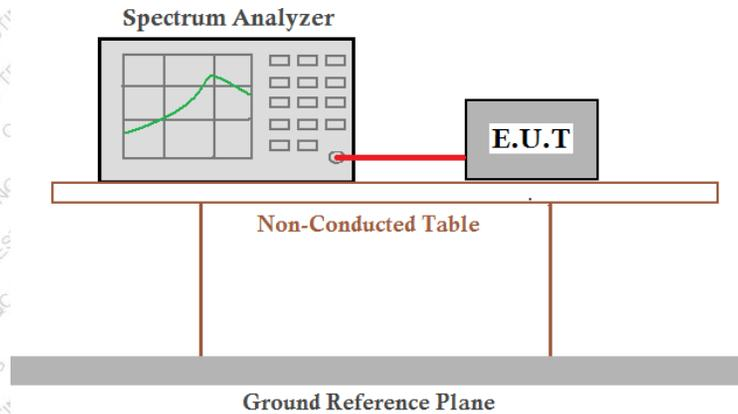 Spectrum Analyzer
E.U.T
Non-Conducted Table
Ground Reference Plane